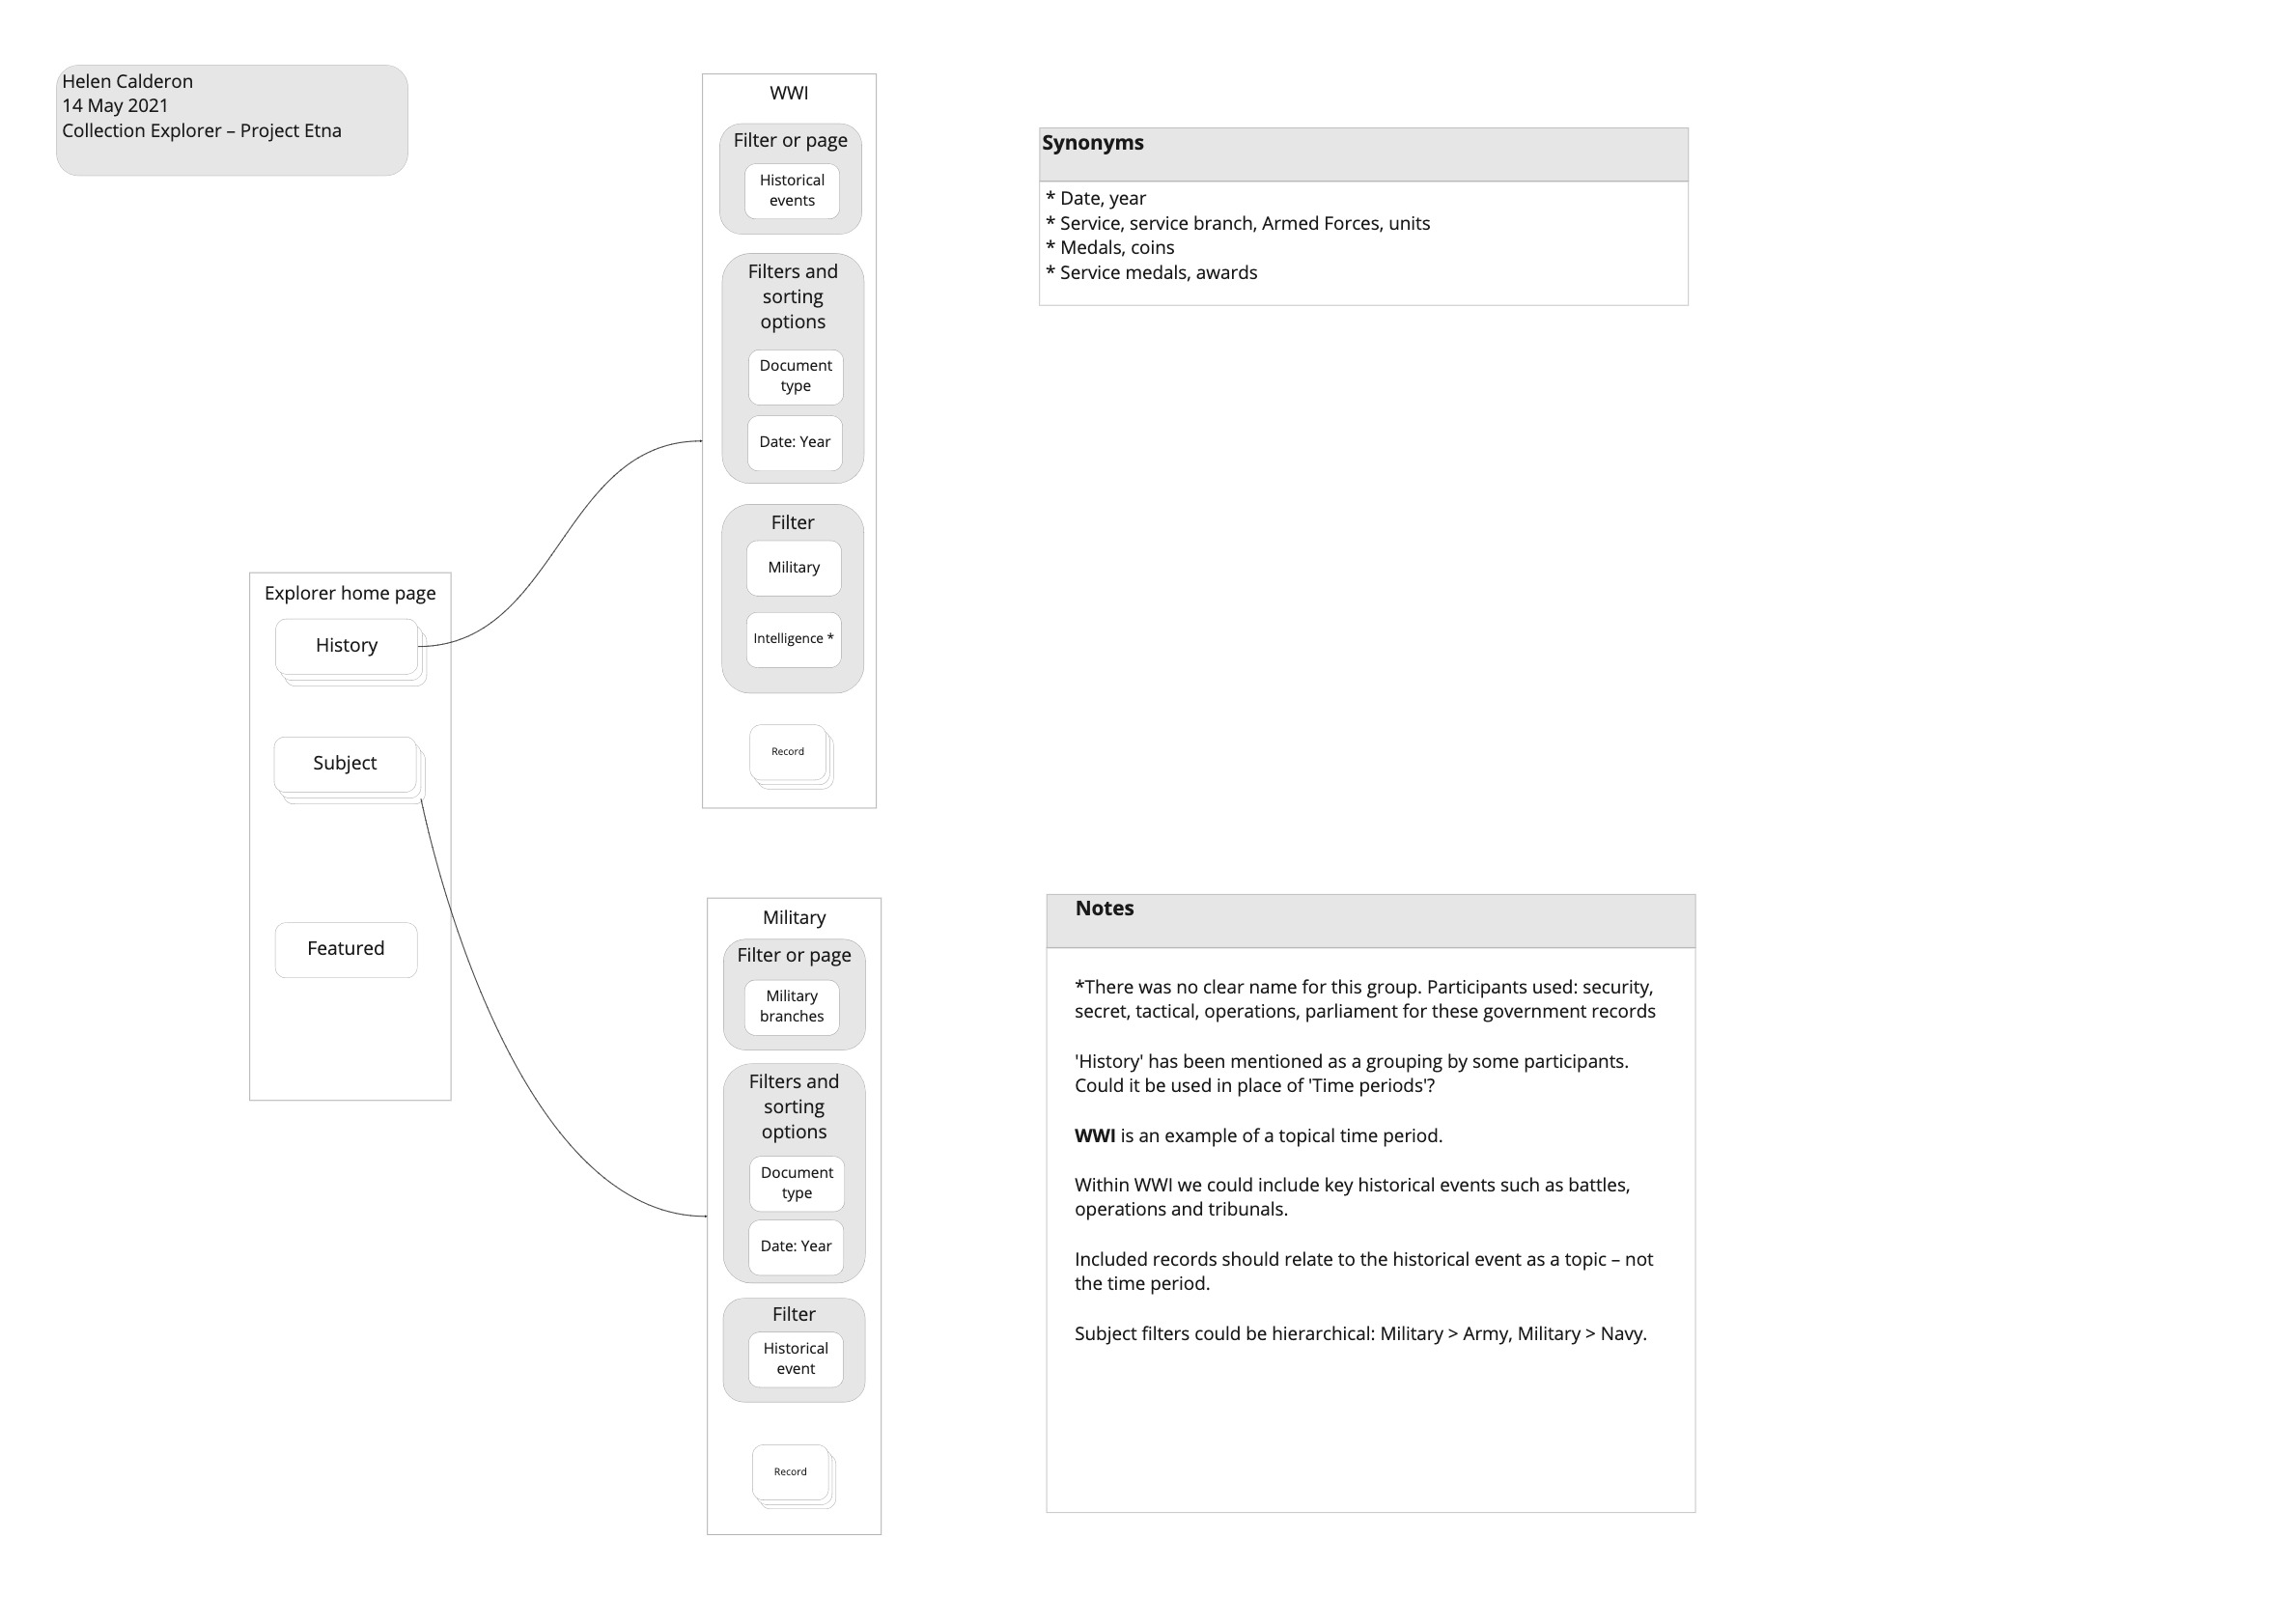 Helen Calderon
14 May 2021
Collection Explorer – Project Etna
Explorer home page
History
Subject
Featured
WWI
Filter or page
Historical
events
Filters and
sorting
options
Document
type
Date: Year
Filter
Military
Intelligence *
Record
Military
Filter or page
Military
branches
Filters and
sorting
options
Document
type
Date: Year
Filter
Historical
event
Record
Synonyms
* Date, year
* Service, service branch, Armed Forces, units
* Medals, coins
* Service medals, awards
Notes
*There was no clear name for this group. Participants used: security,
secret, tactical, operations, parliament for these government records
'History' has been mentioned as a grouping by some participants.
Could it be used in place of 'Time periods'?
WWI is an example of a topical time period.
Within WWI we could include key historical events such as battles,
operations and tribunals.
Included records should relate to the historical event as a topic – not
the time period.
Subject filters could be hierarchical: Military > Army, Military > Navy.